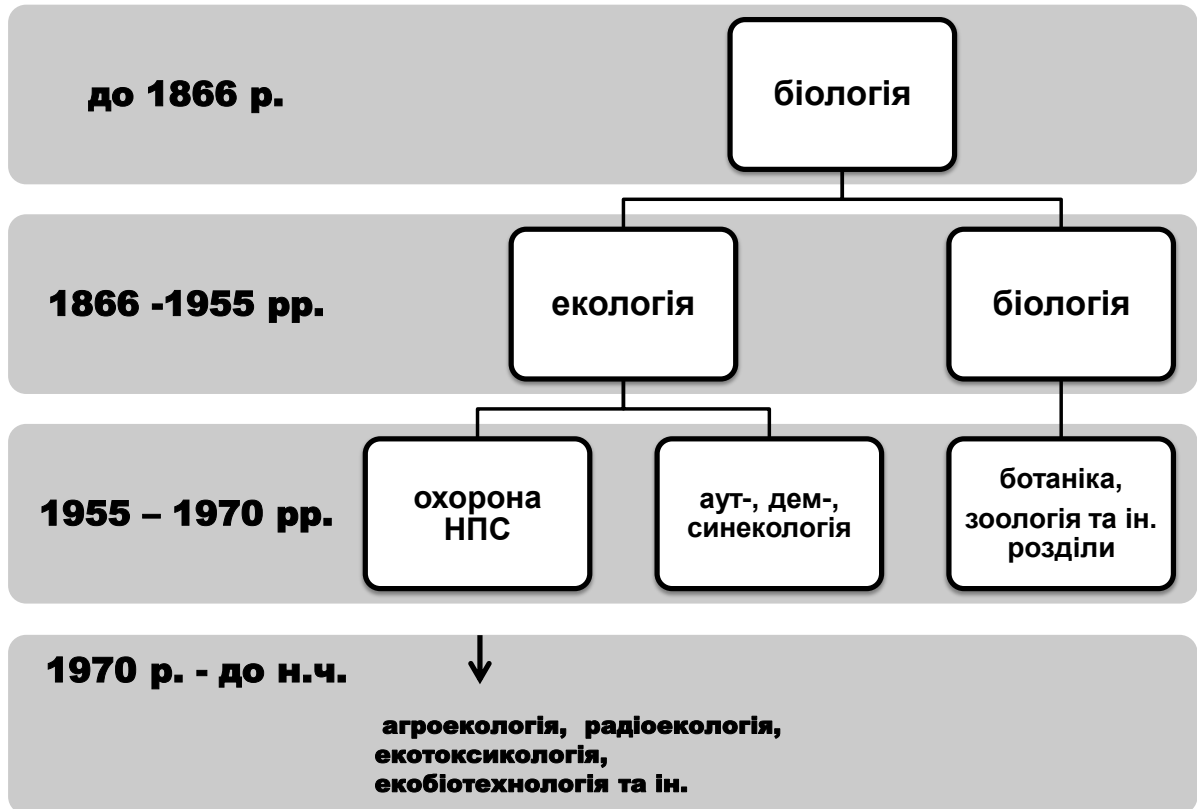 до 1866 р.
біологія
1866 -1955 рр.
екологія
біологія
1955 – 1970 рр.
охорона
НПС
аут-, дем-,
синекологія
ботаніка,
зоологія та ін.
розділи
1970 р. - до н.ч.
агроекологія, радіоекологія,
екотоксикологія,
екобіотехнологія та ін.